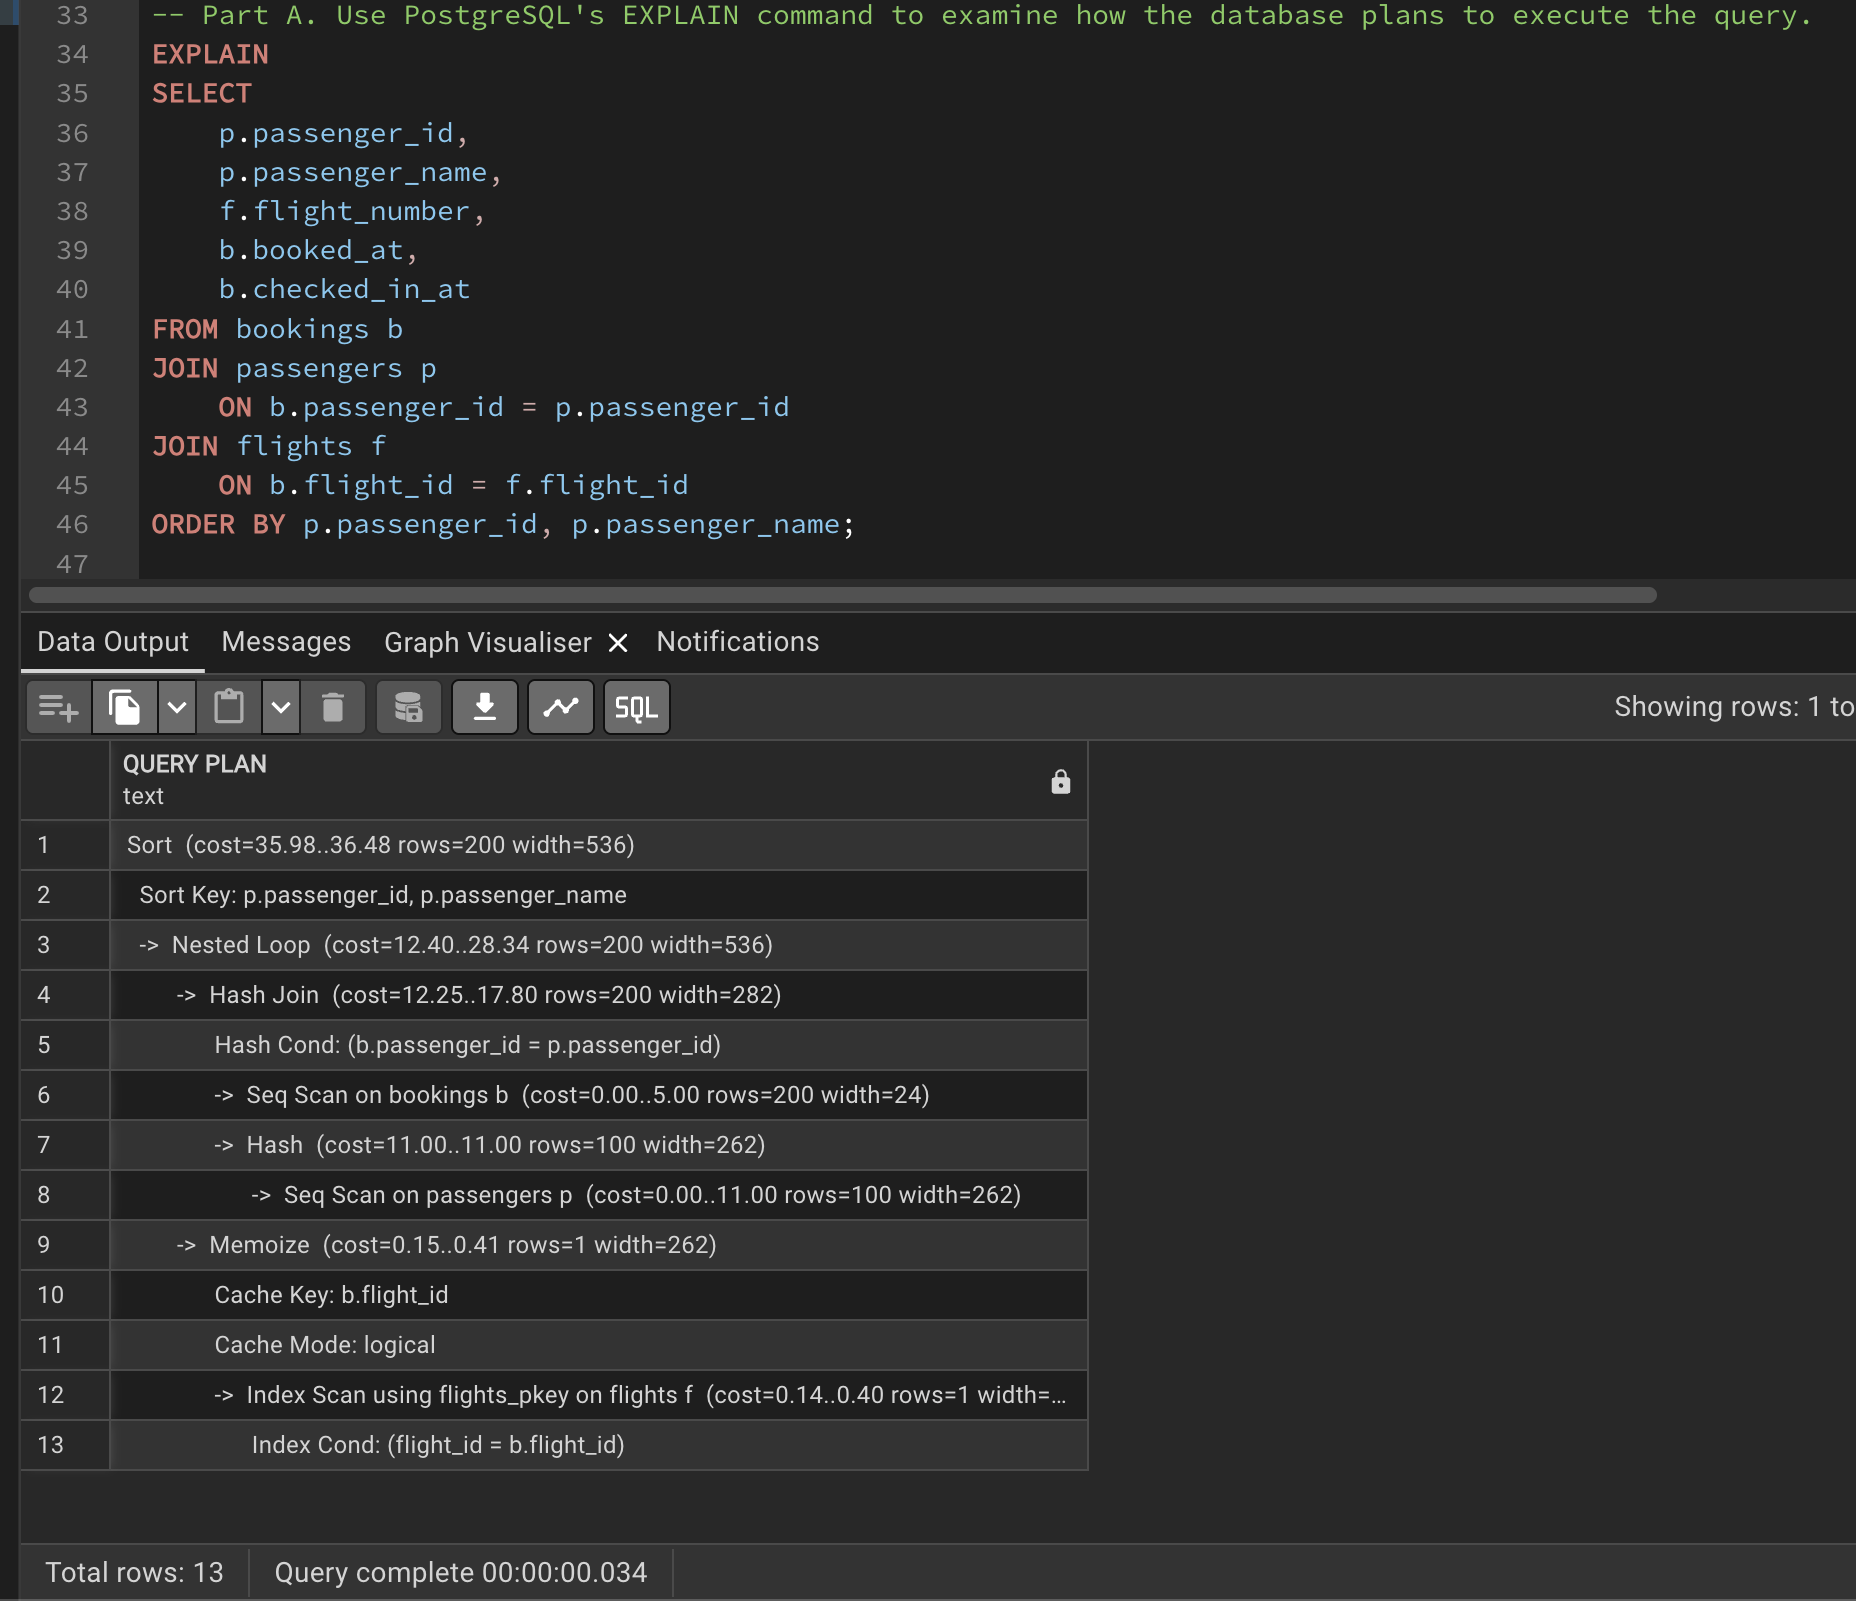 33 -- Part A. Use PostgreSQL's EXPLAIN command to examine how the database plans to execute the query.
34 EXPLAIN
35 SELECT
36     p.passenger_id,
37     p.passenger_name,
38     f.flight_number,
39     b.booked_at,
40     b.checked_in_at
41 FROM bookings b
42 JOIN passengers p
43     ON b.passenger_id = p.passenger_id
44 JOIN flights f
45     ON b.flight_id = f.flight_id
46 ORDER BY p.passenger_id, p.passenger_name;
47
Data Output Messages Graph Visualiser × Notifications
SQL Showing rows: 1 to
QUERY PLAN
text
1 Sort (cost=35.98..36.48 rows=200 width=536)
2 Sort Key: p.passenger_id, p.passenger_name
3 -> Nested Loop (cost=12.40..28.34 rows=200 width=536)
4 -> Hash Join (cost=12.25..17.80 rows=200 width=282)
5 Hash Cond: (b.passenger_id = p.passenger_id)
6 -> Seq Scan on bookings b (cost=0.00..5.00 rows=200 width=24)
7 -> Hash (cost=11.00..11.00 rows=100 width=262)
8 -> Seq Scan on passengers p (cost=0.00..11.00 rows=100 width=262)
9 -> Memoize (cost=0.15..0.41 rows=1 width=262)
10 Cache Key: b.flight_id
11 Cache Mode: logical
12 -> Index Scan using flights_pkey on flights f (cost=0.14..0.40 rows=1 width=…
13 Index Cond: (flight_id = b.flight_id)
Total rows: 13 Query complete 00:00:00.034